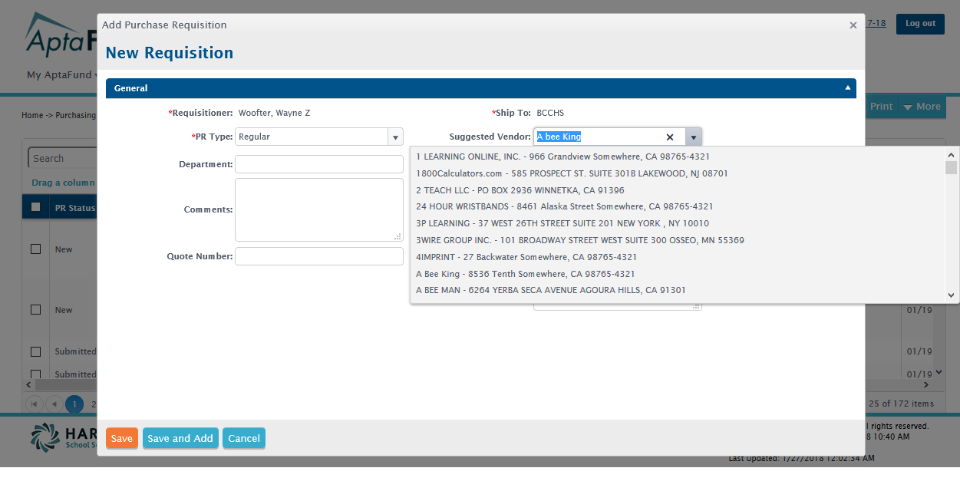 Add Purchase Requisition
×
7-18
Log out
AptaF
New Requisition
My AptaFund
General
Home -> Purchasing
Print
More
*Requisitioner: Woofter, Wayne Z
*Ship To: BCCHS
*PR Type: Regular
Suggested Vendor: A bee King
Search
Department:
1 LEARNING ONLINE, INC. - 966 Grandview Somewhere, CA 98765-4321
1800Calculators.com - 585 PROSPECT ST. SUITE 301B LAKEWOOD, NJ 08701
2 TEACH LLC - PO BOX 2936 WINNETKA, CA 91396
24 HOUR WRISTBANDS - 8461 Alaska Street Somewhere, CA 98765-4321
3P LEARNING - 37 WEST 26TH STREET SUITE 201 NEW YORK , NY 10010
3WIRE GROUP INC. - 101 BROADWAY STREET WEST SUITE 300 OSSEO, MN 55369
4IMPRINT - 27 Backwater Somewhere, CA 98765-4321
A Bee King - 8536 Tenth Somewhere, CA 98765-4321
A BEE MAN - 6264 YERBA SECA AVENUE AGOURA HILLS, CA 91301
Drag a column
PR Status
Comments:
New
Quote Number:
New
01/19
Submitted
01/19
Submitted
01/19
1
2
25 of 172 items
HAR
School S
Save
Save and Add
Cancel
l rights reserved.
8 10:40 AM
Last Updated: 1/27/2018 12:02:34 AM